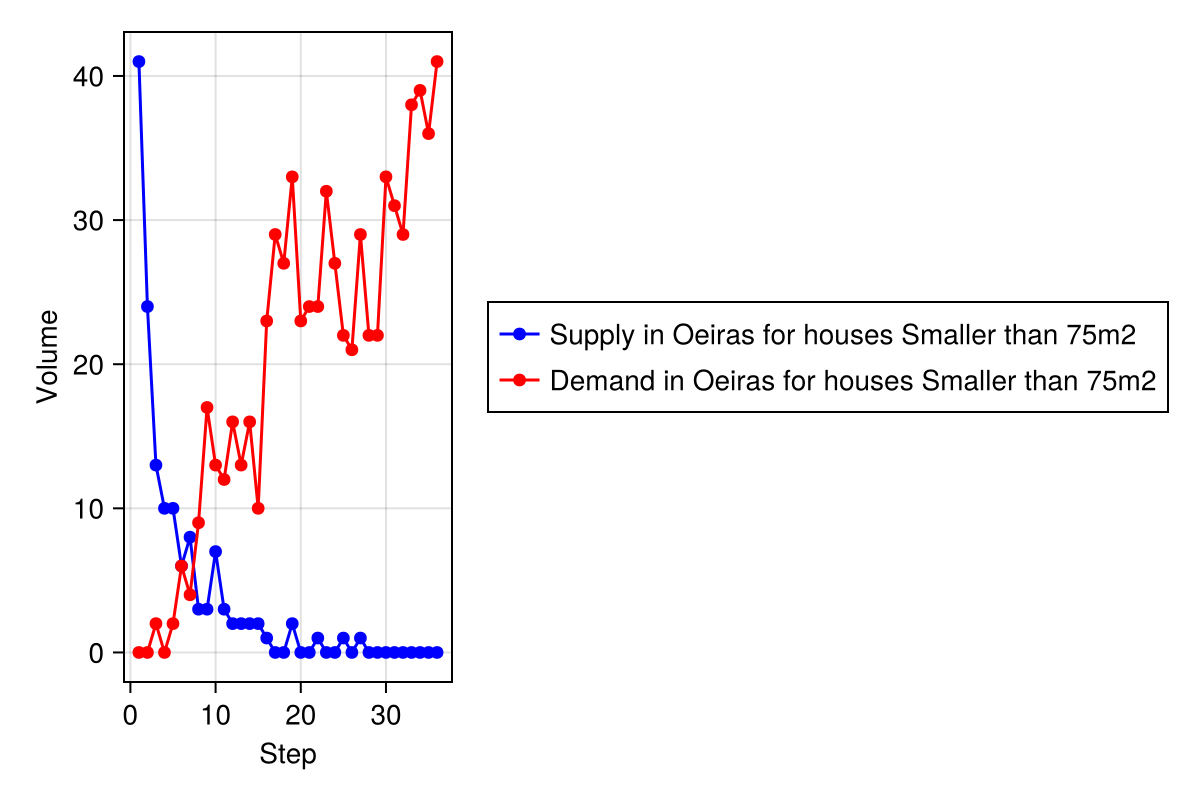 40
30
20
10
0
Volume
0 10 20 30
Step
Supply in Oeiras for houses Smaller than 75m2
Demand in Oeiras for houses Smaller than 75m2